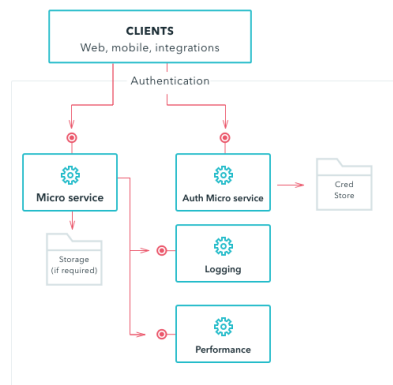 CLIENTS
Web, mobile, integrations
Authentication
Micro service
Auth Micro service
Cred
Store
Storage
(if required)
Logging
Performance